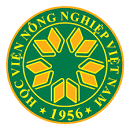 HỌC VIỆN NÔNG NGHIỆP VIỆT NAM
1956